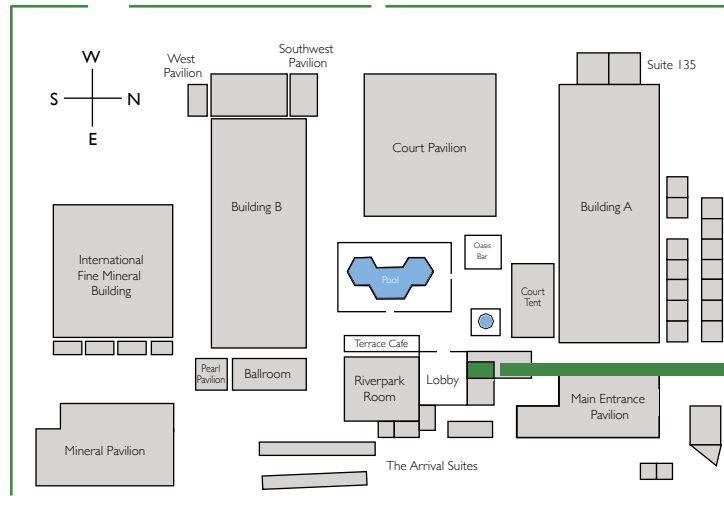 W
S
N
E
West
Pavilion
Southwest
Pavilion
Suite 135
Court Pavilion
Building B
Building A
International
Fine Mineral
Building
Oasis
Bar
Pool
Court
Tent
Terrace Cafe
Pearl
Pavilion
Ballroom
Riverpark
Room
Lobby
Main Entrance
Pavilion
Mineral Pavilion
The Arrival Suites